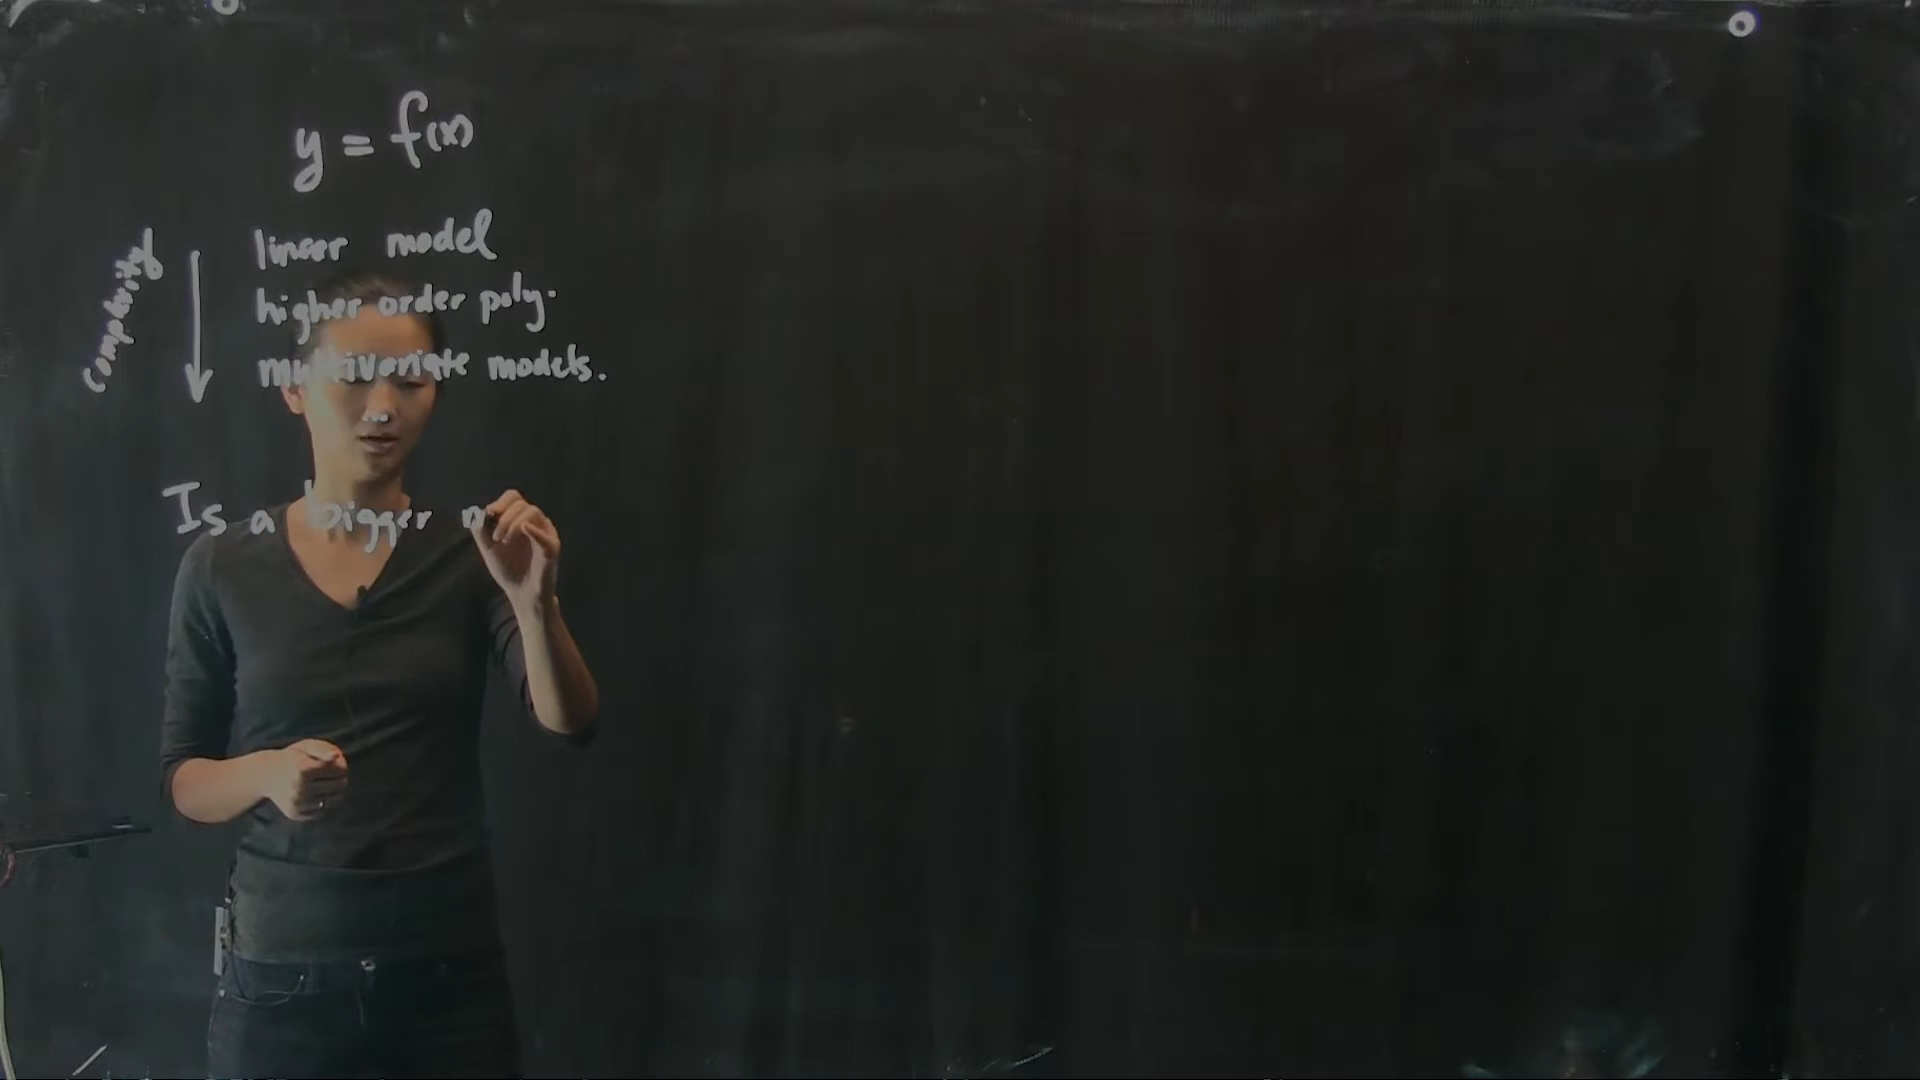 y = f(x)
complexity
linear model
higher order poly.
multivariate models.
...
Is a bigger